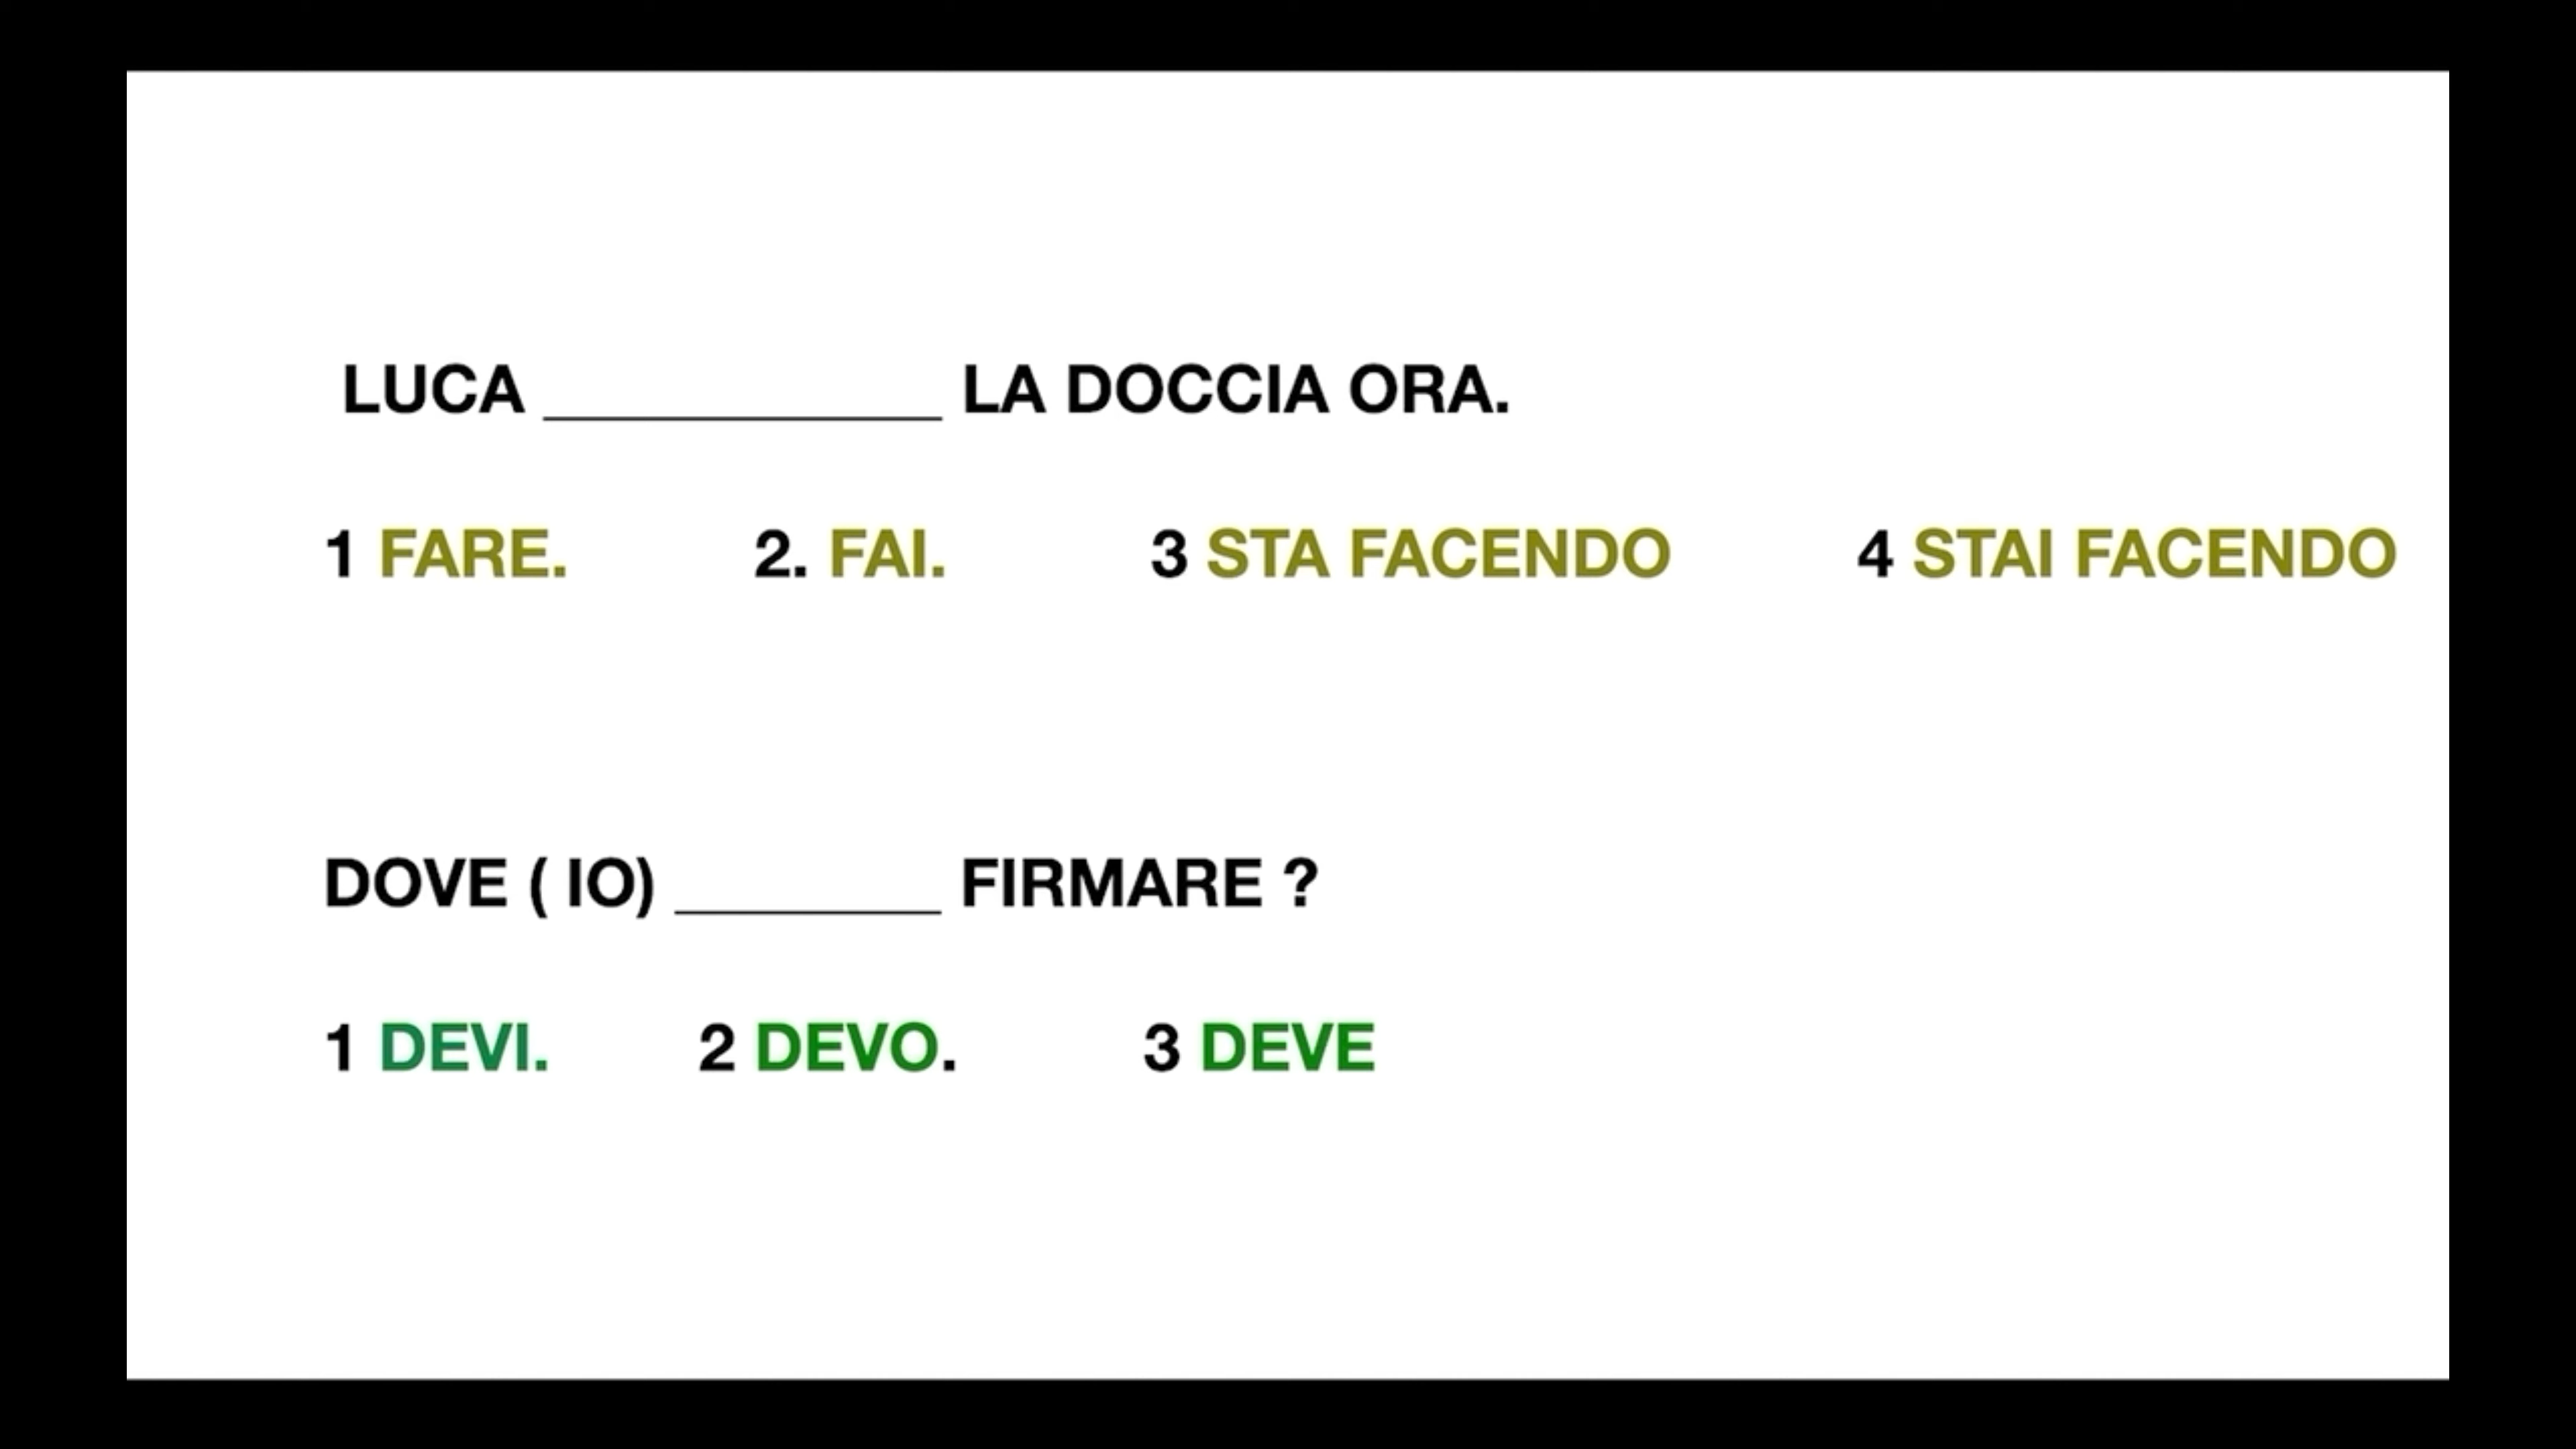 LUCA ____________ LA DOCCIA ORA.
1 FARE. 2. FAI. 3 STA FACENDO 4 STAI FACENDO
DOVE ( IO) ________ FIRMARE ?
1 DEVI. 2 DEVO. 3 DEVE